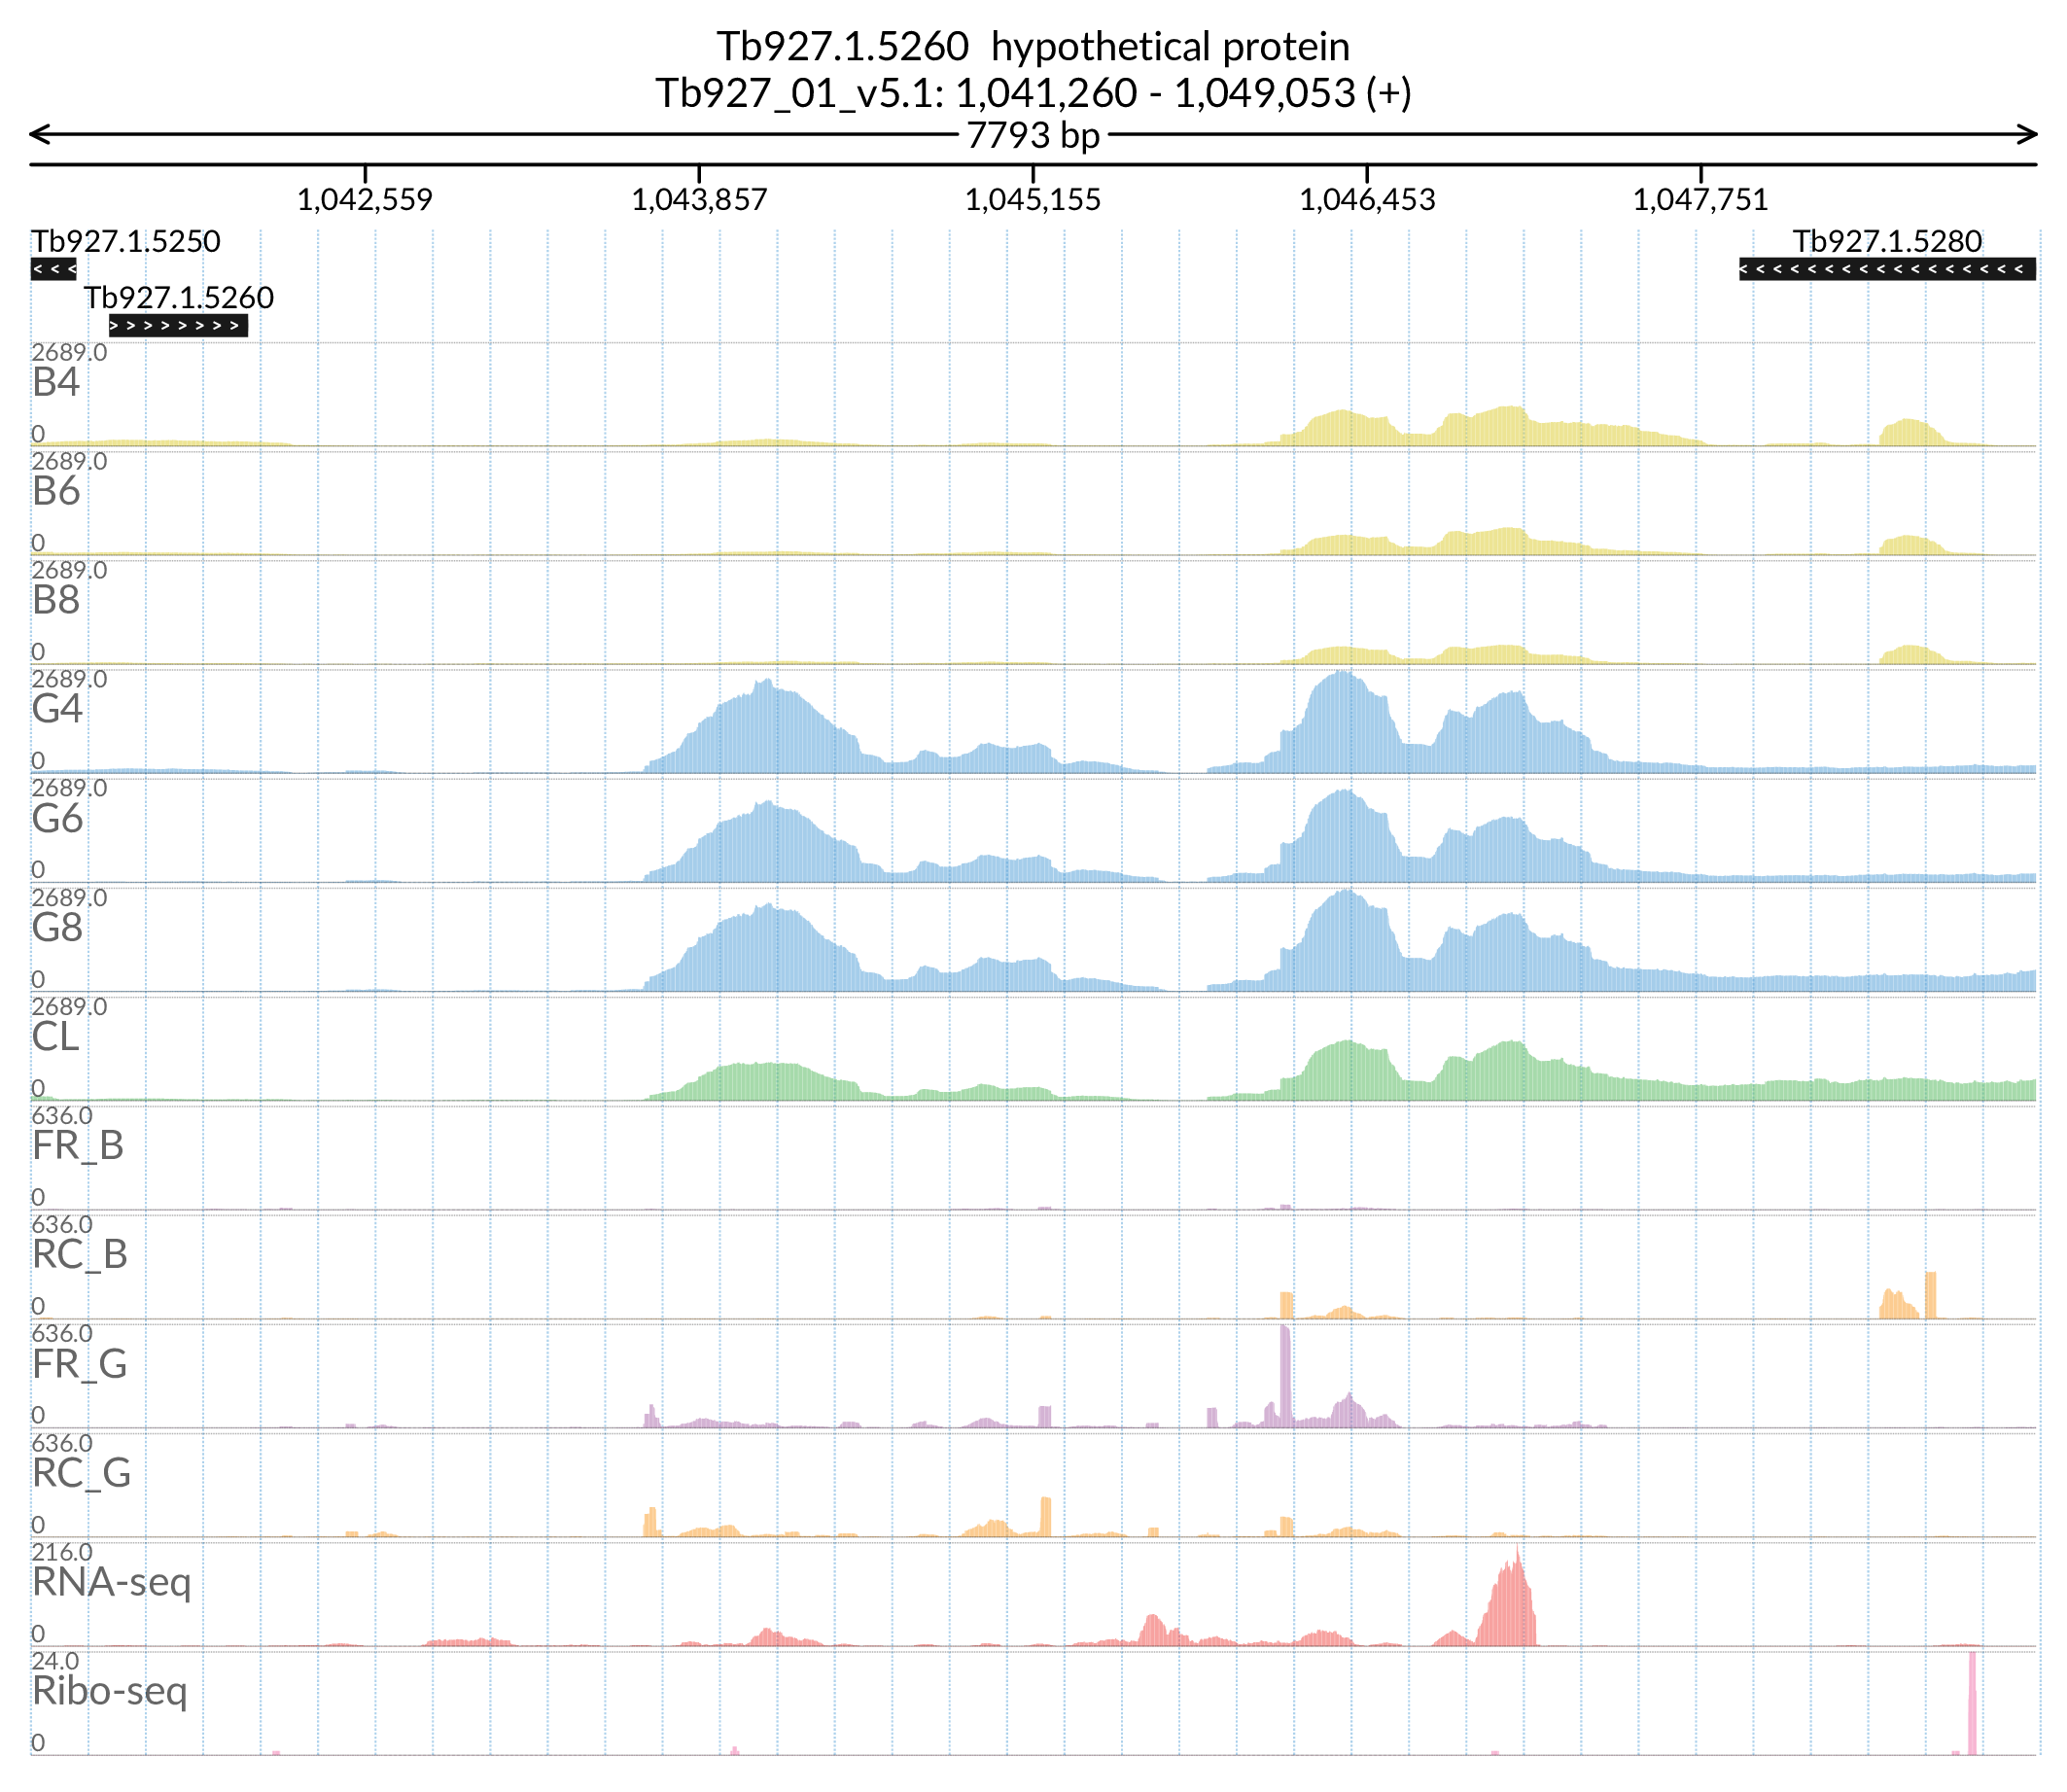 Tb927.1.5260 hypothetical protein
Tb927_01_v5.1: 1,041,260 - 1,049,053 (+)
7793 bp
1,042,559 1,043,857 1,045,155 1,046,453 1,047,751
Tb927.1.5250 Tb927.1.5280
< < < < < < < < < < < < < < < < < < < <
Tb927.1.5260
> > > > > > > >
2689.0
B4
0
2689.0
B6
0
2689.0
B8
0
2689.0
G4
0
2689.0
G6
0
2689.0
G8
0
2689.0
CL
0
636.0
FR_B
0
636.0
RC_B
0
636.0
FR_G
0
636.0
RC_G
0
216.0
RNA-seq
0
24.0
Ribo-seq
0